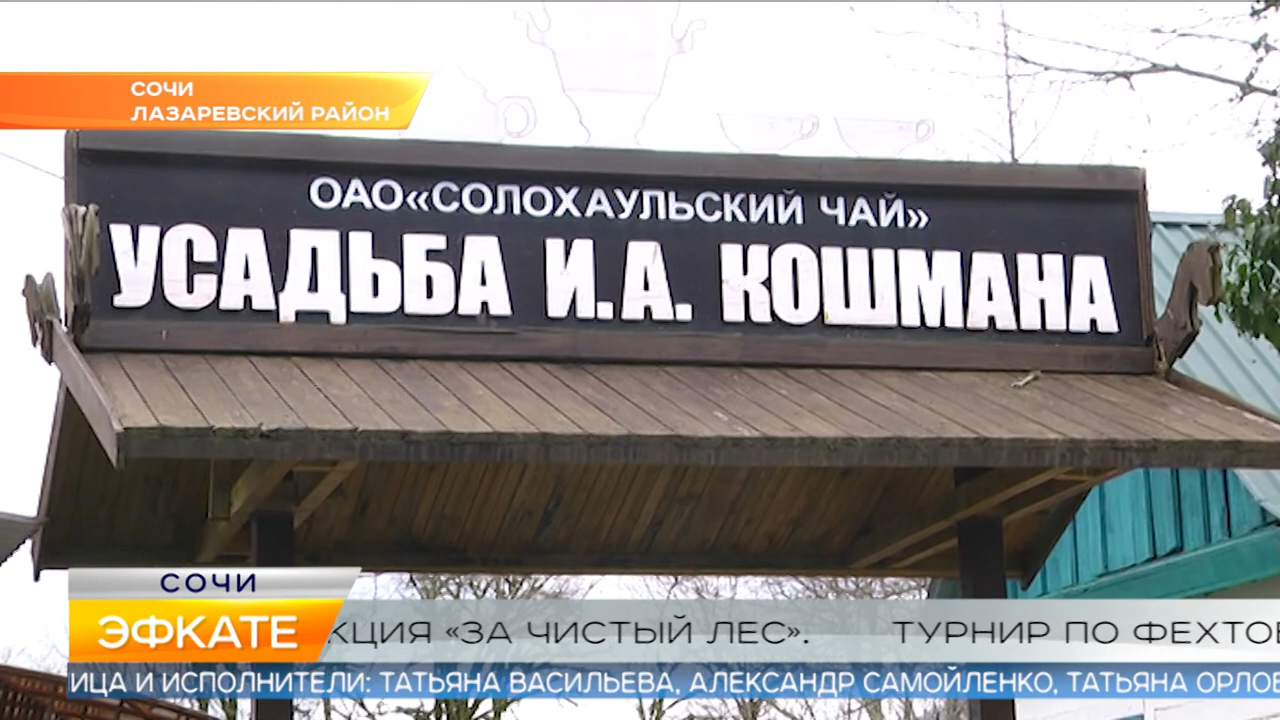 СОЧИ
ЛАЗАРЕВСКИЙ РАЙОН
ОАО«СОЛОХАУЛЬСКИЙ ЧАЙ»
УСАДЬБА И.А. КОШМАНА
СОЧИ
ЭФКАТЕ
КЦИЯ «ЗА ЧИСТЫЙ ЛЕС». ТУРНИР ПО ФЕХТОВ
ИЦА И ИСПОЛНИТЕЛИ: ТАТЬЯНА ВАСИЛЬЕВА, АЛЕКСАНДР САМОЙЛЕНКО, ТАТЬЯНА ОРЛОВ